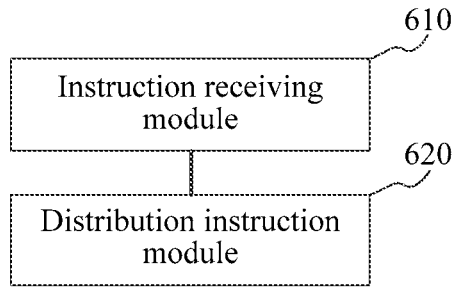 610
Instruction receiving
module
620
Distribution instruction
module